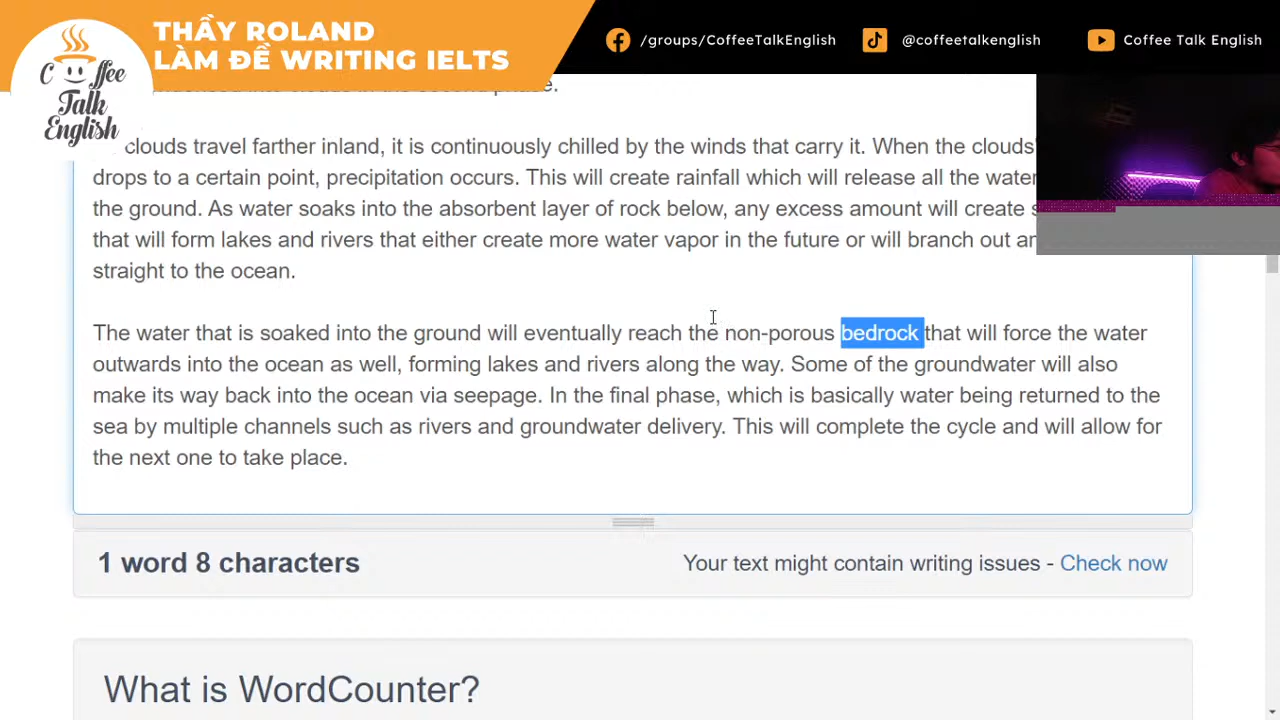 THẦY ROLAND
LÀM ĐỀ WRITING IELTS
/groups/CoffeeTalkEnglish
@coffeetalkenglish
Coffee Talk English
Coffee
Talk
English
into clouds in the second phase.
clouds travel farther inland, it is continuously chilled by the winds that carry it. When the clouds'
drops to a certain point, precipitation occurs. This will create rainfall which will release all the water
the ground. As water soaks into the absorbent layer of rock below, any excess amount will create
that will form lakes and rivers that either create more water vapor in the future or will branch out
straight to the ocean.
The water that is soaked into the ground will eventually reach the non-porous bedrock that will force the water
outwards into the ocean as well, forming lakes and rivers along the way. Some of the groundwater will also
make its way back into the ocean via seepage. In the final phase, which is basically water being returned to the
sea by multiple channels such as rivers and groundwater delivery. This will complete the cycle and will allow for
the next one to take place.
1 word 8 characters
Your text might contain writing issues - Check now
What is WordCounter?